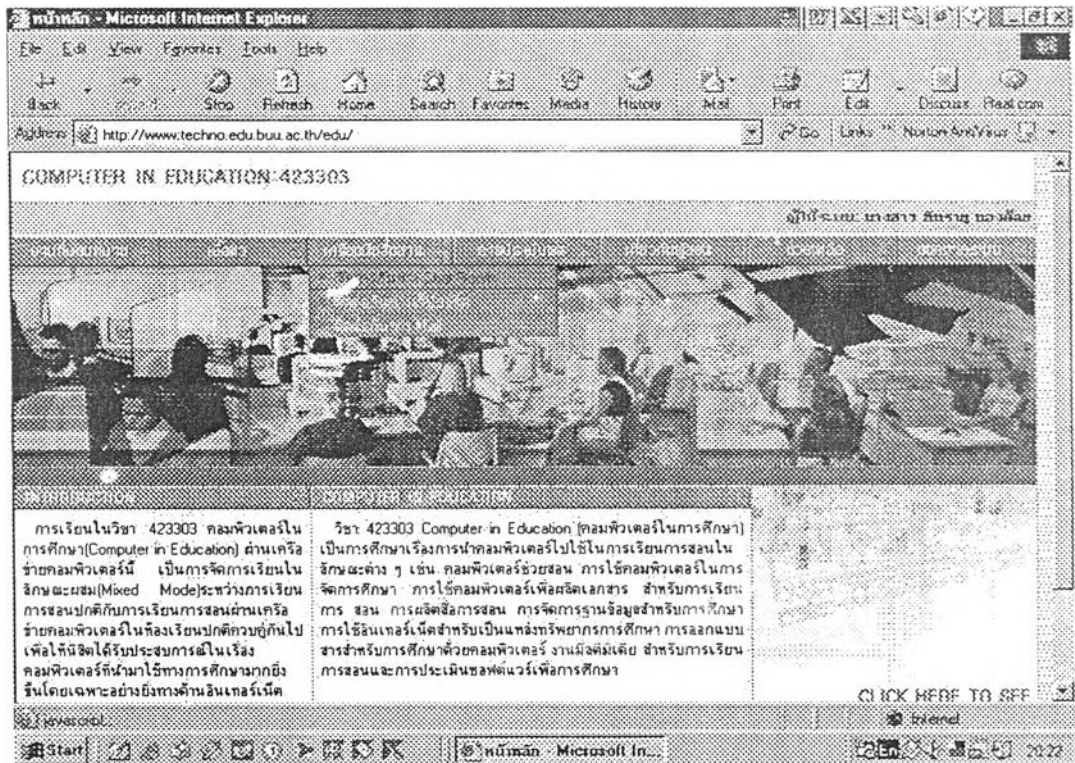 หน้าหลัก - Microsoft Internet Explorer
File Edit View Favorites Tools Help
Back Stop Refresh Home Search Favorites Media History Mail Print Edit Discuss Real.com
Address http://www.techno.edu.buu.ac.th/edu/ Go Links Norton AntiVirus
COMPUTER IN EDUCATION:423303
ผู้ใช้ระบบ: นางสาว
INTRODUCTION
การเรียนในวิชา 423303 คอมพิวเตอร์ใน
การศึกษา(Computer in Education) ผ่านเครือ
ข่ายคอมพิวเตอร์นี้ เป็นการจัดการเรียนใน
ลักษณะผสม(Mixed Mode)ระหว่างการเรียน
การสอนปกติกับการเรียนการสอนผ่านเครือ
ข่ายคอมพิวเตอร์ในห้องเรียนปกติควบคู่กันไป
เพื่อให้นิสิตได้รับประสบการณ์ในเรื่อง
คอมพิวเตอร์ที่นำมาใช้ทางการศึกษามากยิ่ง
ขึ้นโดยเฉพาะอย่างยิ่งทางด้านอินเทอร์เน็ต
COMPUTER IN EDUCATION
วิชา 423303 Computer in Education (คอมพิวเตอร์ในการศึกษา)
เป็นการศึกษาเรื่องการนำคอมพิวเตอร์ไปใช้ในการเรียนการสอนใน
ลักษณะต่าง ๆ เช่น คอมพิวเตอร์ช่วยสอน การใช้คอมพิวเตอร์ในการ
จัดการศึกษา การใช้คอมพิวเตอร์เพื่อผลิตเอกสาร สำหรับการเรียน
การ สอน การผลิตสื่อการสอน การจัดการฐานข้อมูลสำหรับการศึกษา
การใช้อินเทอร์เน็ตสำหรับเป็นแหล่งทรัพยากรการศึกษา การออกแบบ
สารสำหรับการศึกษาด้วยคอมพิวเตอร์ งานมัลติมีเดีย สำหรับการเรียน
การสอนและการประเมินซอฟต์แวร์เพื่อการศึกษา
CLICK HERE TO SEE
javascript: Internet
Start หน้าหลัก - Microsoft In... En 20:22